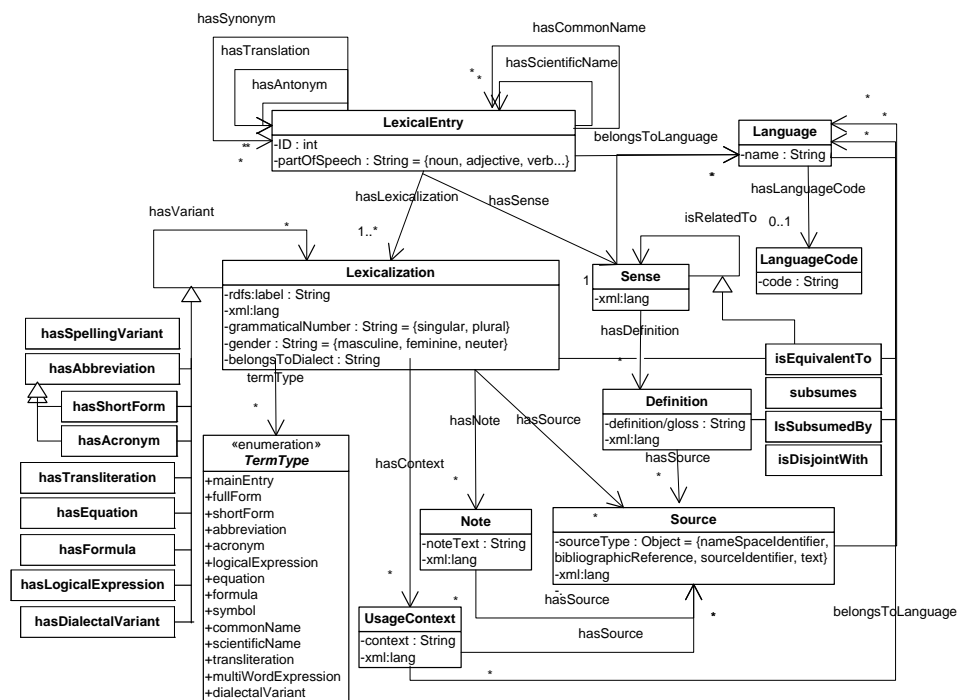 hasSynonym
hasTranslation
hasAntonym
hasCommonName
hasScientificName
*
*
LexicalEntry
-ID : int
-partOfSpeech : String = {noun, adjective, verb...}
**
*
belongsToLanguage
Language
-name : String
*
*
*
*
hasLanguageCode
0..1
LanguageCode
-code : String
hasLexicalization
hasSense
1..*
hasVariant
*
isRelatedTo
Lexicalization
-rdfs:label : String
-xml:lang
-grammaticalNumber : String = {singular, plural}
-gender : String = {masculine, feminine, neuter}
-belongsToDialect : String
1
Sense
-xml:lang
hasDefinition
*
hasSpellingVariant
hasAbbreviation
hasShortForm
hasAcronym
hasTransliteration
hasEquation
hasFormula
hasLogicalExpression
hasDialectalVariant
isEquivalentTo
subsumes
IsSubsumedBy
isDisjointWith
termType
*
«enumeration»
TermType
+mainEntry
+fullForm
+shortForm
+abbreviation
+acronym
+logicalExpression
+equation
+formula
+symbol
+commonName
+scientificName
+transliteration
+multiWordExpression
+dialectalVariant
hasContext
*
hasNote
*
hasSource
*
Definition
-definition/gloss : String
-xml:lang
hasSource
*
Note
-noteText : String
-xml:lang
*
Source
-sourceType : Object = {nameSpaceIdentifier,
bibliographicReference, sourceIdentifier, text}
-xml:lang
hasSource
*
hasSource
UsageContext
-context : String
-xml:lang
*
belongsToLanguage